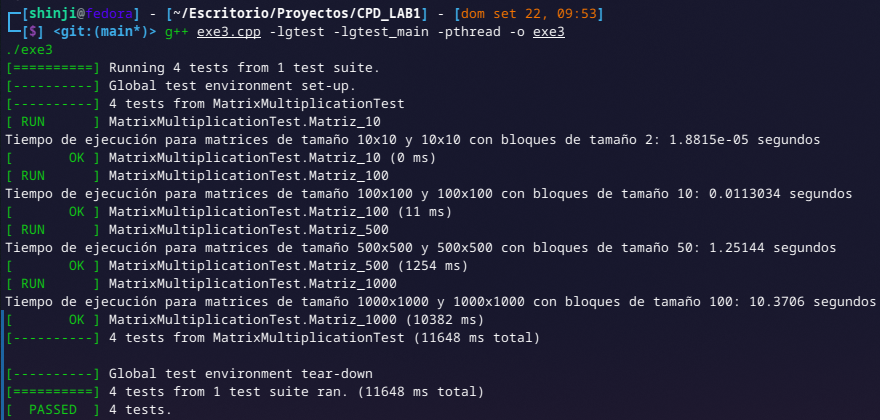 [shinji@fedora] - [~/Escritorio/Proyectos/CPD_LAB1] - [dom set 22, 09:53]
[$] <git:(main*)> g++ exe3.cpp -lgtest -lgtest_main -pthread -o exe3
./exe3
[==========] Running 4 tests from 1 test suite.
[----------] Global test environment set-up.
[----------] 4 tests from MatrixMultiplicationTest
[ RUN      ] MatrixMultiplicationTest.Matriz_10
Tiempo de ejecución para matrices de tamaño 10x10 y 10x10 con bloques de tamaño 2: 1.8815e-05 segundos
[       OK ] MatrixMultiplicationTest.Matriz_10 (0 ms)
[ RUN      ] MatrixMultiplicationTest.Matriz_100
Tiempo de ejecución para matrices de tamaño 100x100 y 100x100 con bloques de tamaño 10: 0.0113034 segundos
[       OK ] MatrixMultiplicationTest.Matriz_100 (11 ms)
[ RUN      ] MatrixMultiplicationTest.Matriz_500
Tiempo de ejecución para matrices de tamaño 500x500 y 500x500 con bloques de tamaño 50: 1.25144 segundos
[       OK ] MatrixMultiplicationTest.Matriz_500 (1254 ms)
[ RUN      ] MatrixMultiplicationTest.Matriz_1000
Tiempo de ejecución para matrices de tamaño 1000x1000 y 1000x1000 con bloques de tamaño 100: 10.3706 segundos
[       OK ] MatrixMultiplicationTest.Matriz_1000 (10382 ms)
[----------] 4 tests from MatrixMultiplicationTest (11648 ms total)

[----------] Global test environment tear-down
[==========] 4 tests from 1 test suite ran. (11648 ms total)
[  PASSED  ] 4 tests.